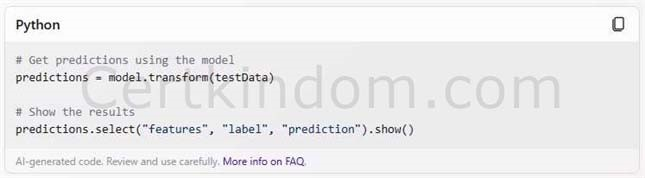 Python
# Get predictions using the model
predictions = model.transform(testData)
# Show the results
predictions.select("features", "label", "prediction").show()
Certkindom.com
AI-generated code. Review and use carefully. More info on FAQ.